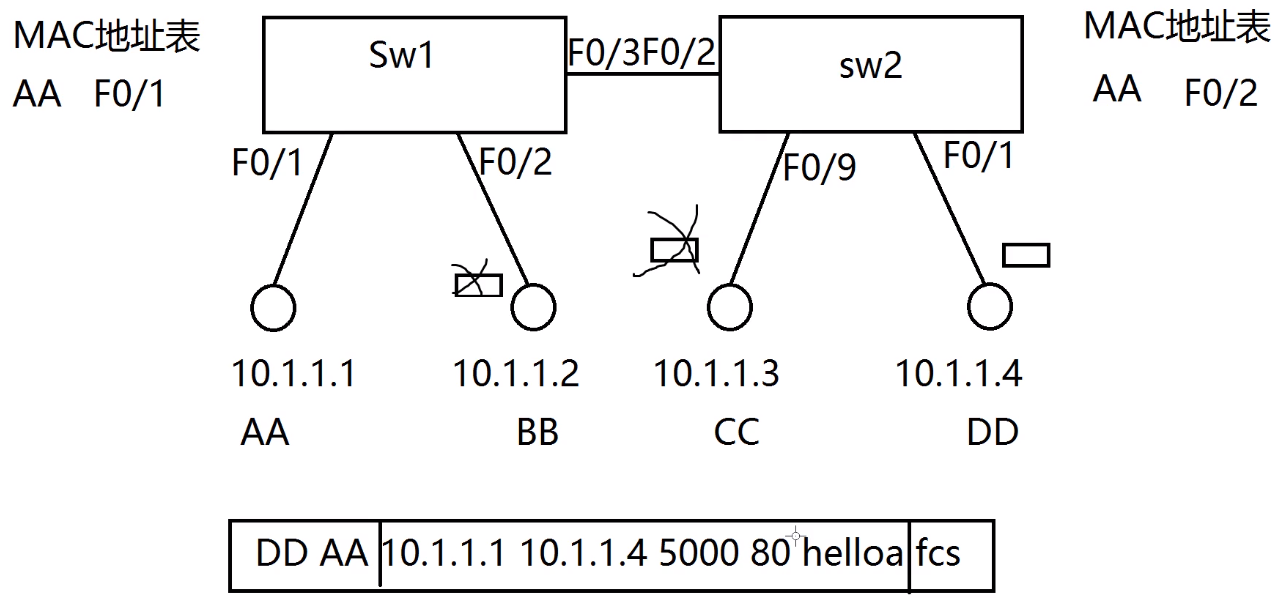 MAC地址表
AA F0/1
Sw1
F0/3F0/2
sw2
MAC地址表
AA F0/2
F0/1
F0/2
F0/9
F0/1
10.1.1.1
10.1.1.2
10.1.1.3
10.1.1.4
AA
BB
CC
DD
DD AA 10.1.1.1 10.1.1.4 5000 80 helloa fcs